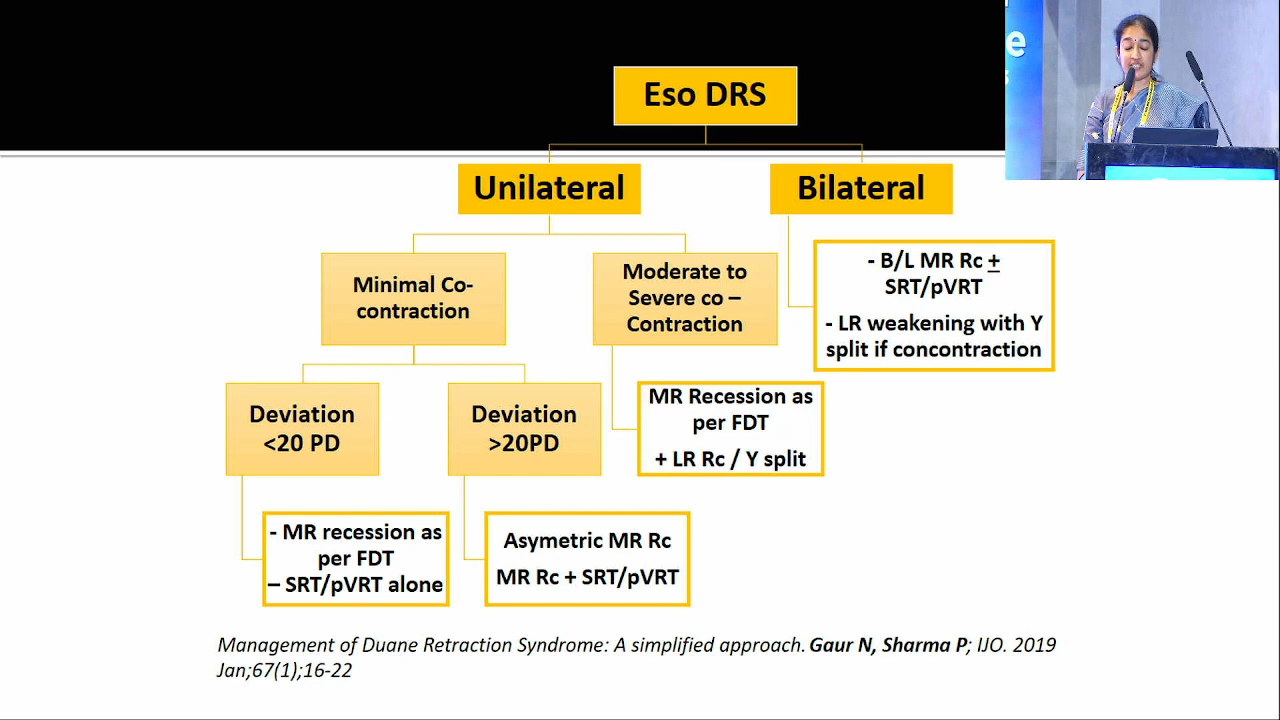 Eso DRS
Unilateral
Bilateral
Minimal Co-
contraction
Moderate to
Severe co –
Contraction
- B/L MR Rc +
SRT/pVRT
- LR weakening with Y
split if concontraction
Deviation
<20 PD
Deviation
>20PD
MR Recession as
per FDT
+ LR Rc / Y split
- MR recession as
per FDT
– SRT/pVRT alone
Asymetric MR Rc
MR Rc + SRT/pVRT
Management of Duane Retraction Syndrome: A simplified approach. Gaur N, Sharma P; IJO. 2019
Jan;67(1);16-22